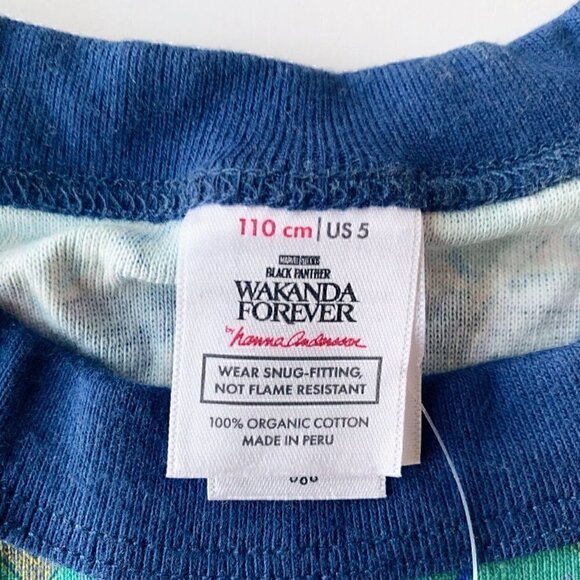 110 cm | US 5
MARVEL STUDIOS
BLACK PANTHER
WAKANDA
FOREVER
by hanna andersson
WEAR SNUG-FITTING,
NOT FLAME RESISTANT
100% ORGANIC COTTON
MADE IN PERU